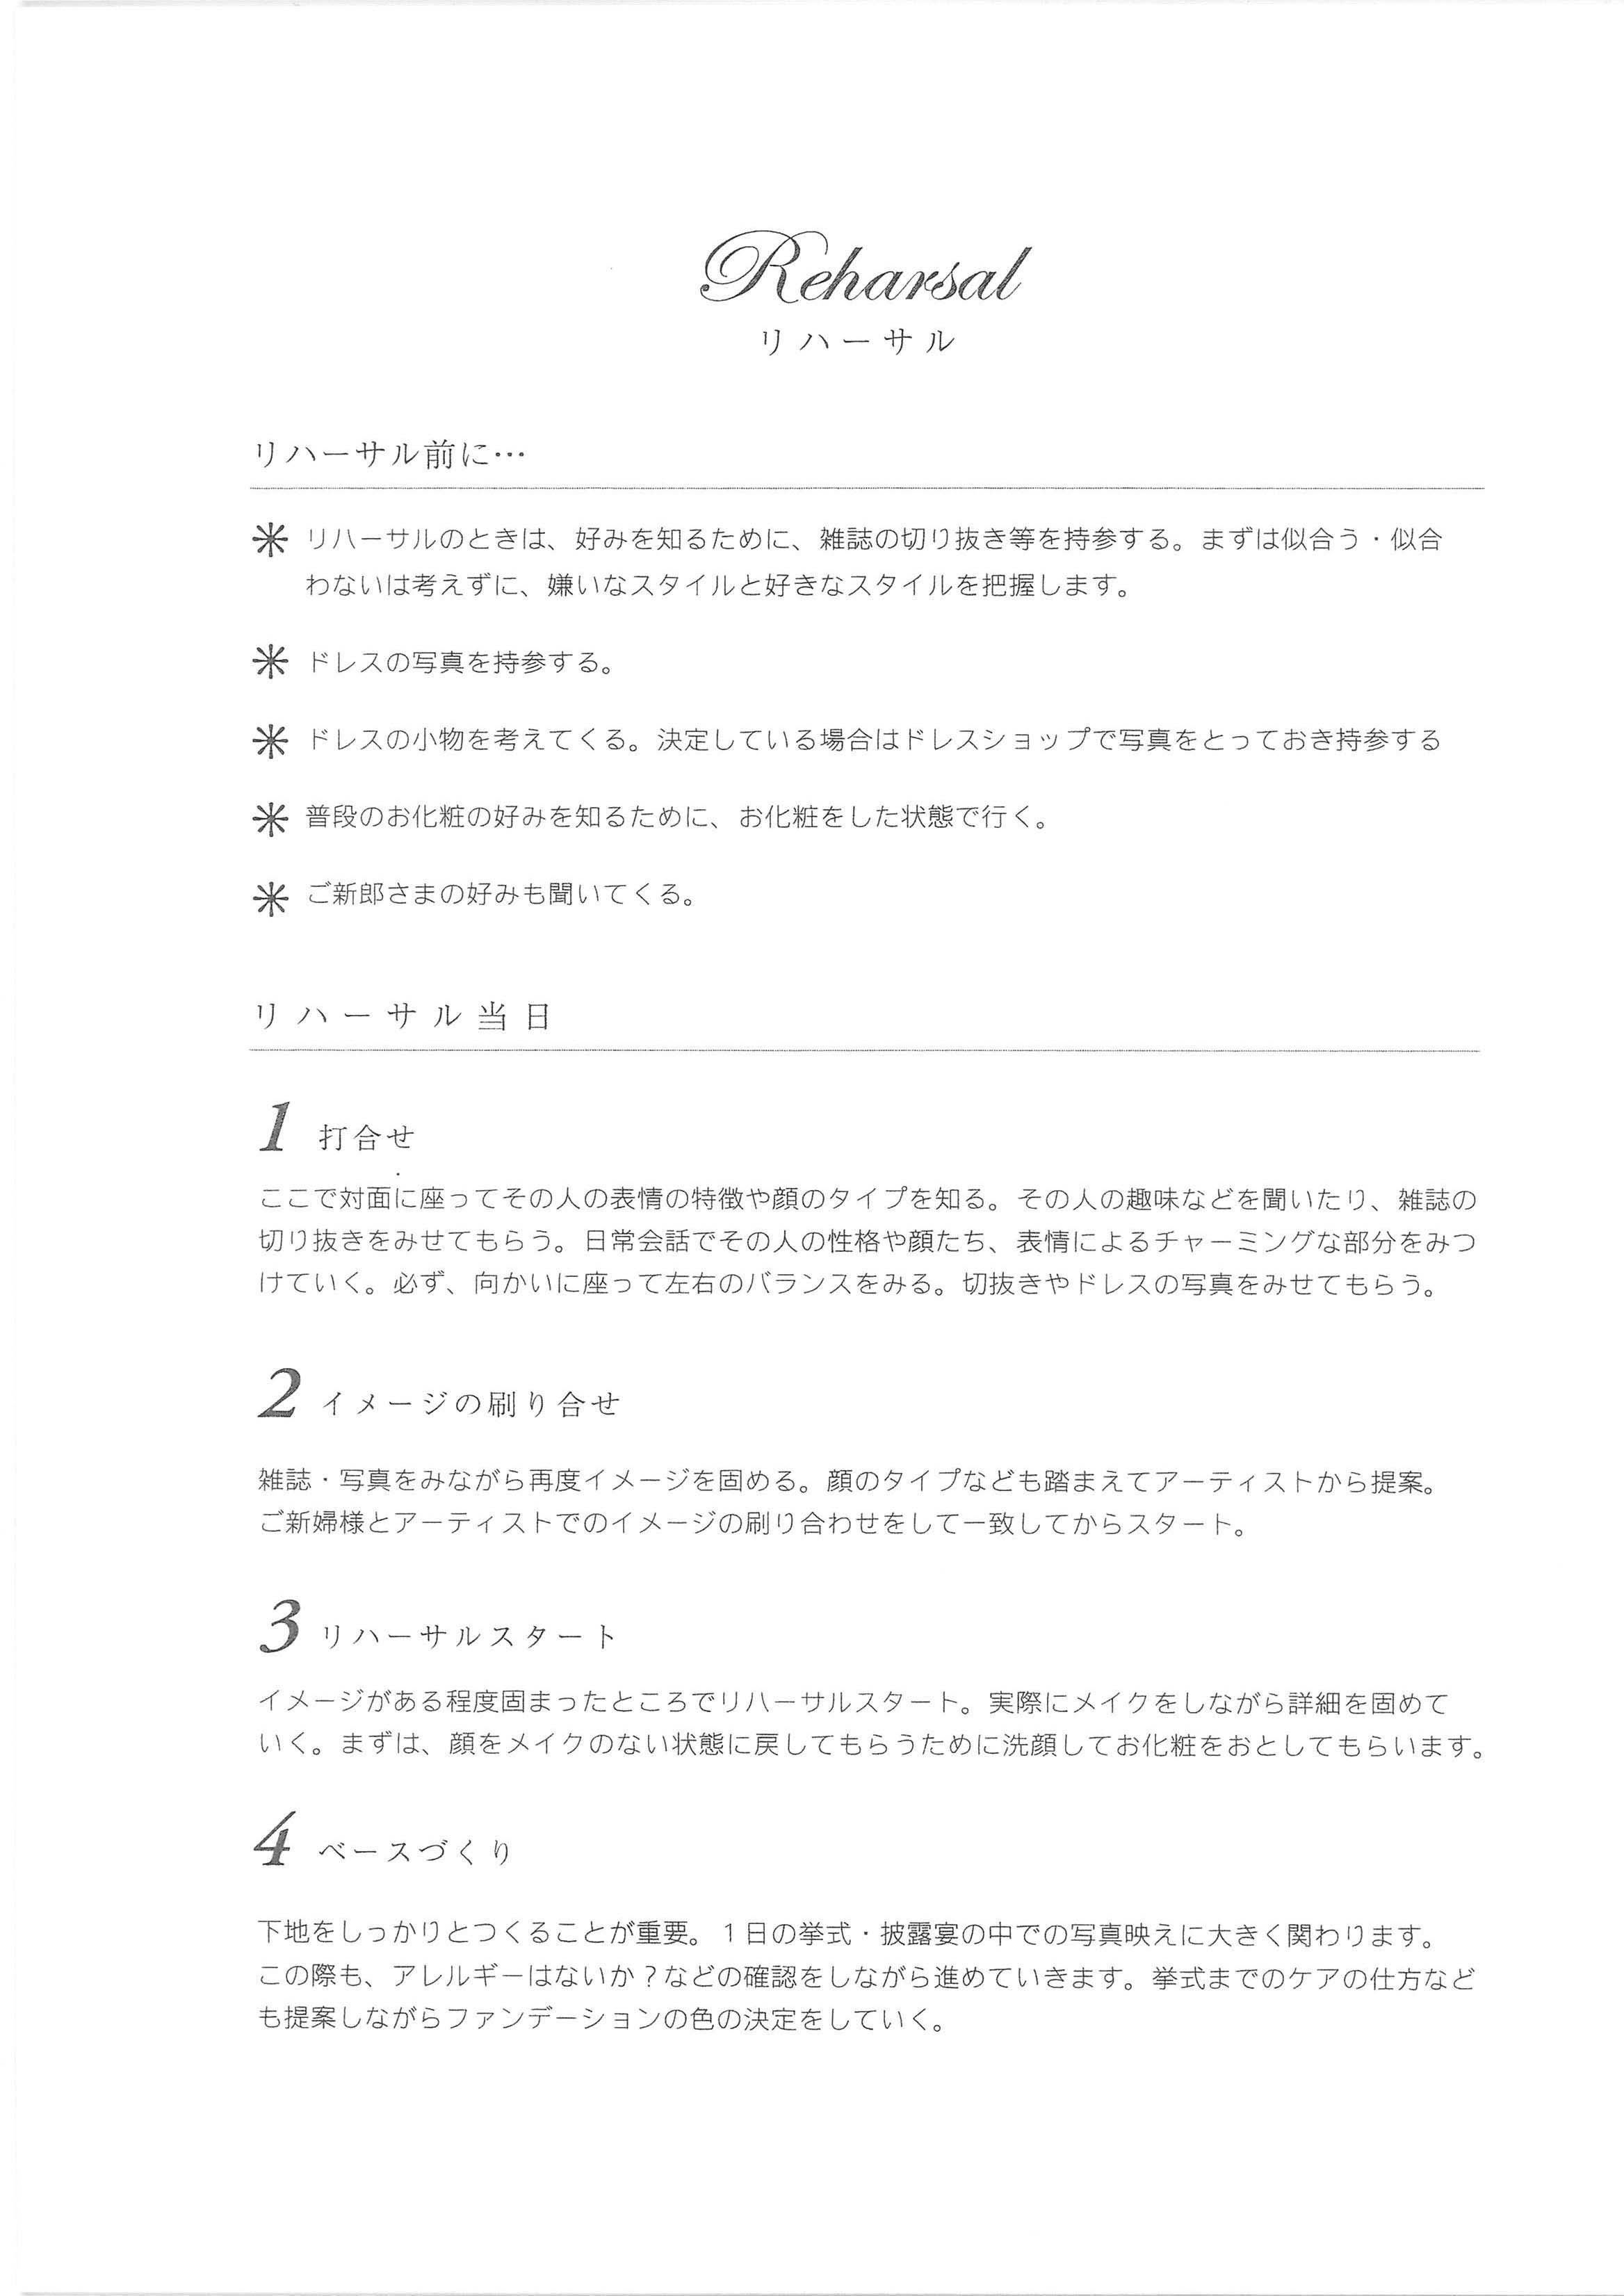 Reharsal
リハーサル
リハーサル前に…
＊ リハーサルのときは、好みを知るために、雑誌の切り抜き等を持参する。まずは似合う・似合
わないは考えずに、嫌いなスタイルと好きなスタイルを把握します。
＊ ドレスの写真を持参する。
＊ ドレスの小物を考えてくる。決定している場合はドレスショップで写真をとっておき持参する
＊ 普段のお化粧の好みを知るために、お化粧をした状態で行く。
＊ ご新郎さまの好みも聞いてくる。
リハーサル当日
1 打合せ
ここで対面に座ってその人の表情の特徴や顔のタイプを知る。その人の趣味などを聞いたり、雑誌の
切り抜きをみせてもらう。日常会話でその人の性格や顔たち、表情によるチャーミングな部分をみつ
けていく。必ず、向かいに座って左右のバランスをみる。切抜きやドレスの写真をみせてもらう。
2 イメージの刷り合せ
雑誌・写真をみながら再度イメージを固める。顔のタイプなども踏まえてアーティストから提案。
ご新婦様とアーティストでのイメージの刷り合わせをして一致してからスタート。
3 リハーサルスタート
イメージがある程度固まったところでリハーサルスタート。実際にメイクをしながら詳細を固めて
いく。まずは、顔をメイクのない状態に戻してもらうために洗顔してお化粧をおとしてもらいます。
4 ベースづくり
下地をしっかりとつくることが重要。１日の挙式・披露宴の中での写真映えに大きく関わります。
この際も、アレルギーはないか？などの確認をしながら進めていきます。挙式までのケアの仕方など
も提案しながらファンデーションの色の決定をしていく。